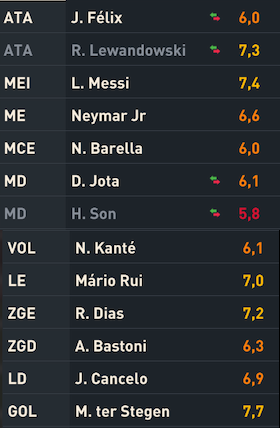 ATA J. Félix 6,0
ATA R. Lewandowski 7,3
MEI L. Messi 7,4
ME Neymar Jr 6,6
MCE N. Barella 6,0
MD D. Jota 6,1
MD H. Son 5,8
VOL N. Kanté 6,1
LE Mário Rui 7,0
ZGE R. Dias 7,2
ZGD A. Bastoni 6,3
LD J. Cancelo 6,9
GOL M. ter Stegen 7,7